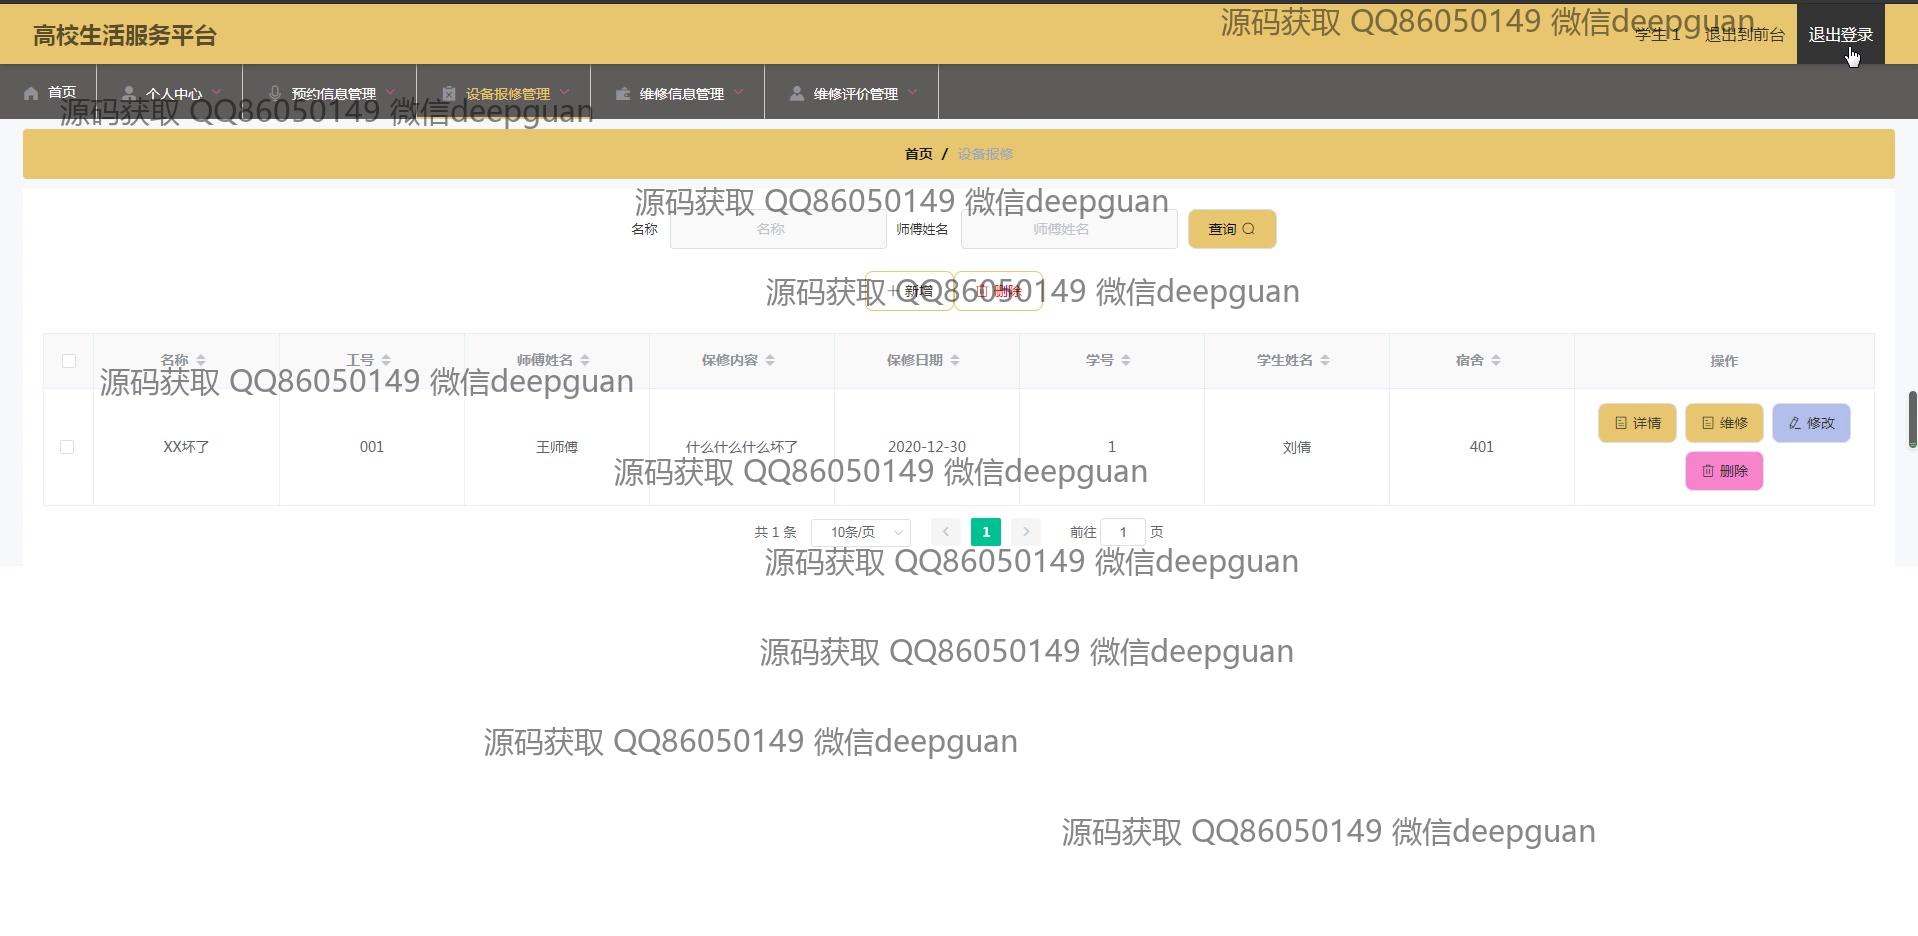 高校生活服务平台
源码获取 QQ86050149 微信deepguan
学生 1 退出到前台 退出登录
首页 个人中心 预约信息管理 设备报修管理 维修信息管理 维修评价管理
源码获取 QQ86050149 微信deepguan
首页 / 设备报修
源码获取 QQ86050149 微信deepguan
名称 名称 师傅姓名 师傅姓名 查询
源码获取 QQ86050149 微信deepguan
新增 删除
名称 工号 师傅姓名 保修内容 保修日期 学号 学生姓名 宿舍 操作
源码获取 QQ86050149 微信deepguan
详情 维修 修改
XX坏了 001 王师傅 什么什么什么坏了 2020-12-30 1 刘倩 401
删除
源码获取 QQ86050149 微信deepguan
共 1 条 10条/页 1 前往 1 页
源码获取 QQ86050149 微信deepguan
源码获取 QQ86050149 微信deepguan
源码获取 QQ86050149 微信deepguan
源码获取 QQ86050149 微信deepguan